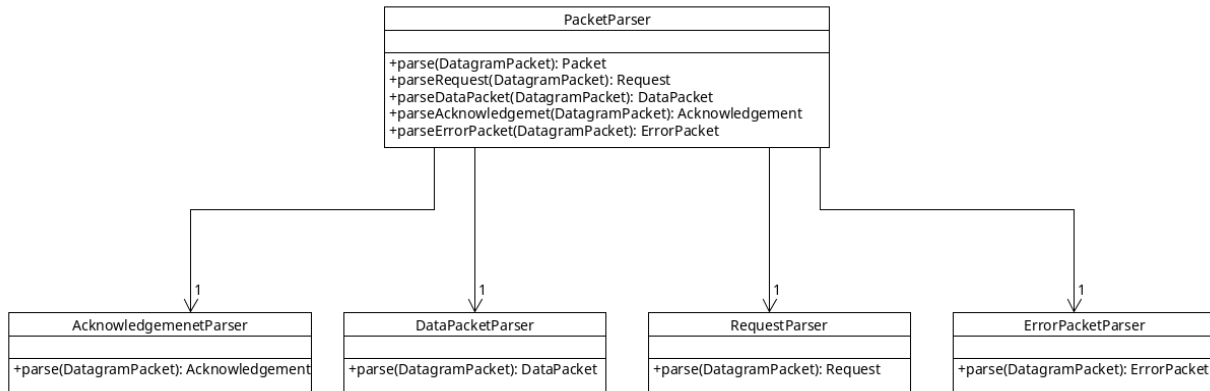 PacketParser
+parse(DatagramPacket): Packet
+parseRequest(DatagramPacket): Request
+parseDataPacket(DatagramPacket): DataPacket
+parseAcknowledgemet(DatagramPacket): Acknowledgement
+parseErrorPacket(DatagramPacket): ErrorPacket
1 1 1 1
AcknowledgemenetParser
+parse(DatagramPacket): Acknowledgement
DataPacketParser
+parse(DatagramPacket): DataPacket
RequestParser
+parse(DatagramPacket): Request
ErrorPacketParser
+parse(DatagramPacket): ErrorPacket